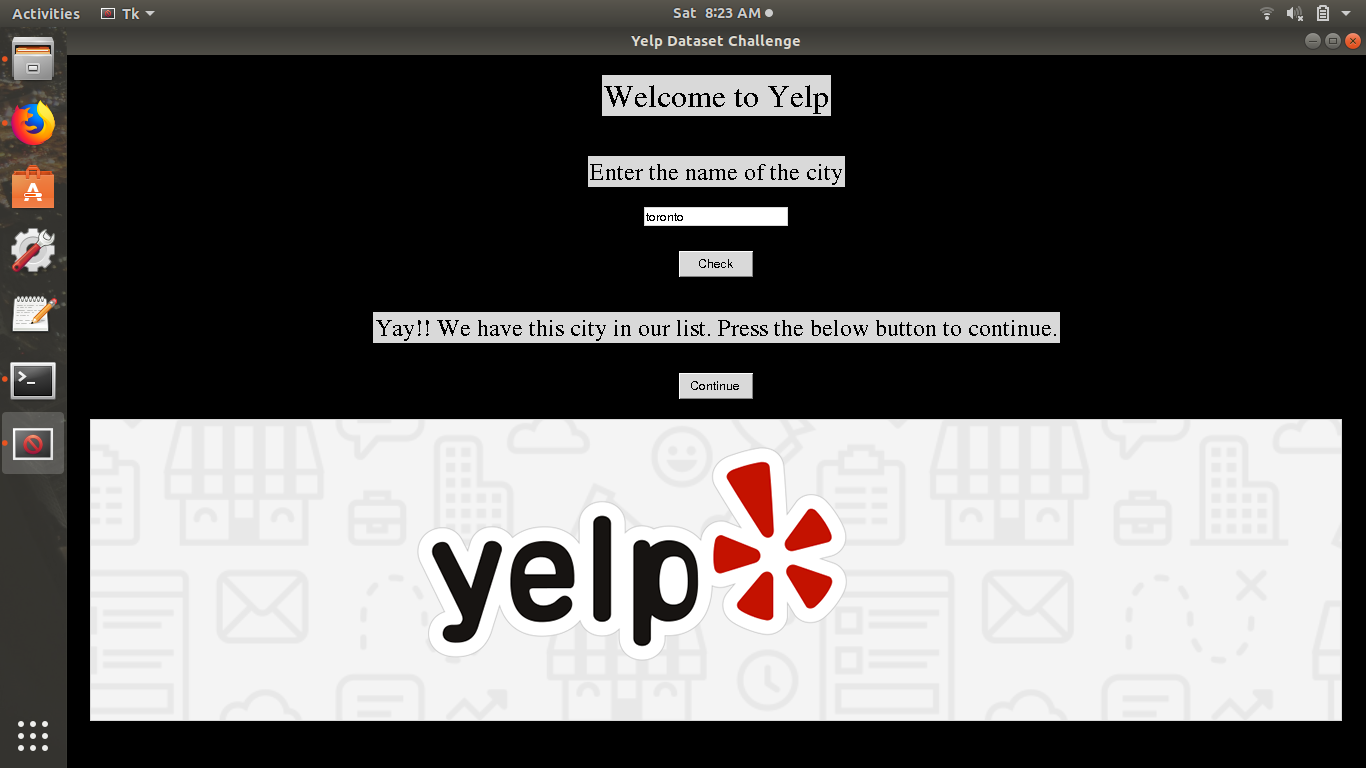 Activities Tk Sat 8:23 AM
Yelp Dataset Challenge
Welcome to Yelp
Enter the name of the city
toronto
Check
Yay!! We have this city in our list. Press the below button to continue.
Continue
yelp